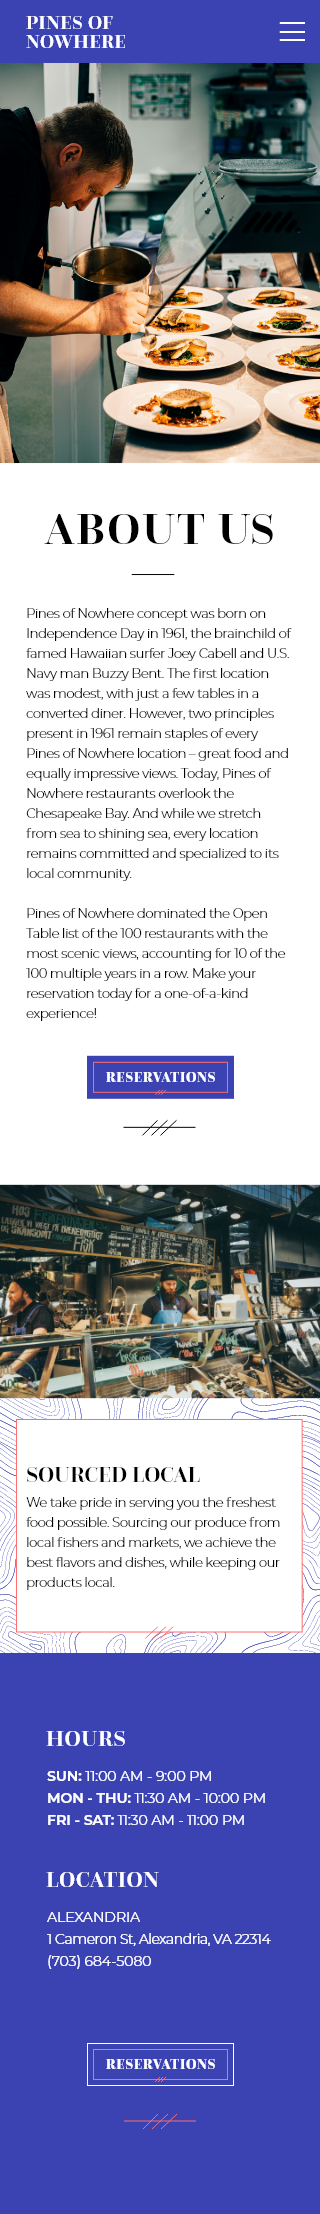 PINES OF
NOWHERE
ABOUT US
Pines of Nowhere concept was born on
Independence Day in 1961, the brainchild of
famed Hawaiian surfer Joey Cabell and U.S.
Navy man Buzzy Bent. The first location
was modest, with just a few tables in a
converted diner. However, two principles
present in 1961 remain staples of every
Pines of Nowhere location – great food and
equally impressive views. Today, Pines of
Nowhere restaurants overlook the
Chesapeake Bay. And while we stretch
from sea to shining sea, every location
remains committed and specialized to its
local community.
Pines of Nowhere dominated the Open
Table list of the 100 restaurants with the
most scenic views, accounting for 10 of the
100 multiple years in a row. Make your
reservation today for a one-of-a-kind
experience!
RESERVATIONS
SOURCED LOCAL
We take pride in serving you the freshest
food possible. Sourcing our produce from
local fishers and markets, we achieve the
best flavors and dishes, while keeping our
products local.
HOURS
SUN: 11:00 AM - 9:00 PM
MON - THU: 11:30 AM - 10:00 PM
FRI - SAT: 11:30 AM - 11:00 PM
LOCATION
ALEXANDRIA
1 Cameron St, Alexandria, VA 22314
(703) 684-5080
RESERVATIONS